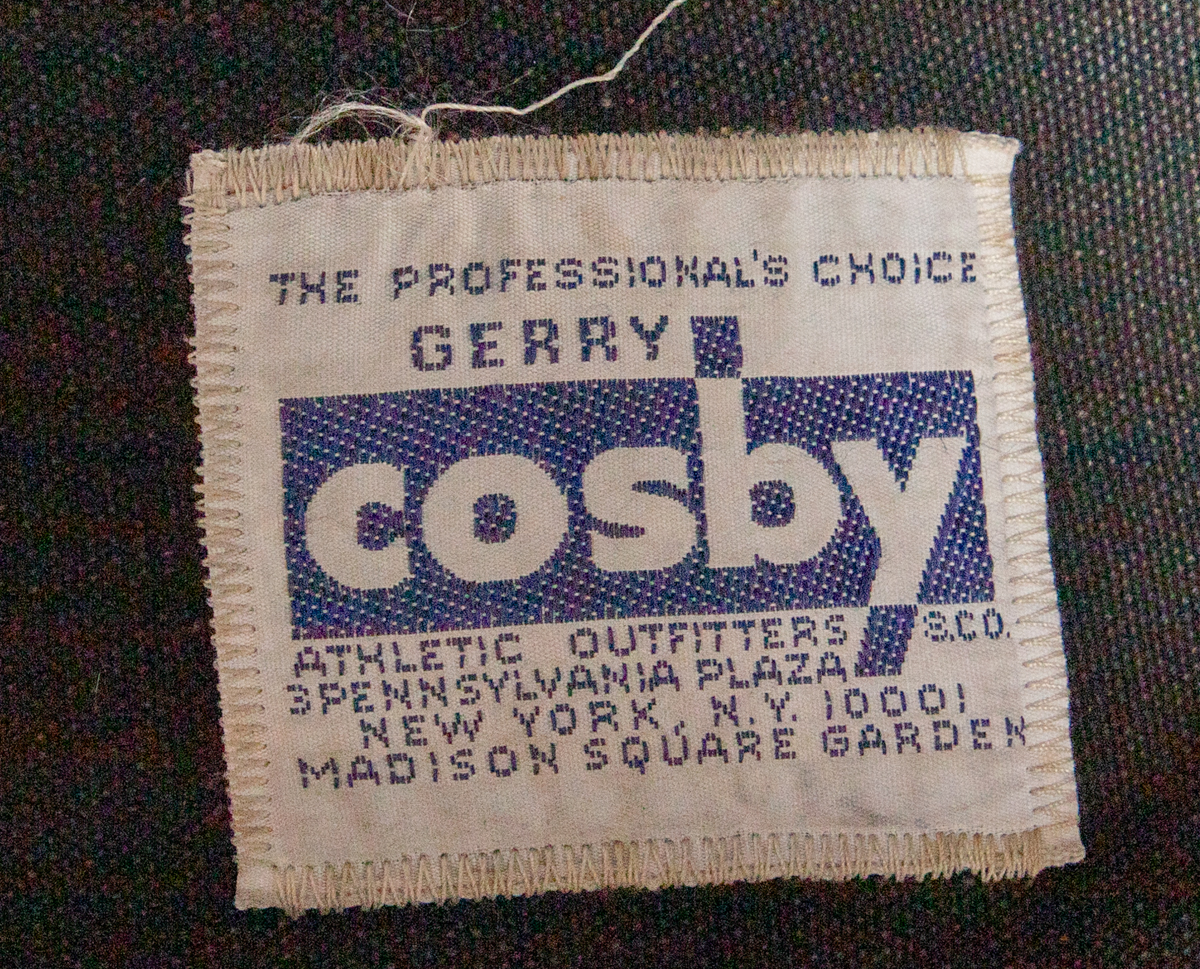 THE PROFESSIONAL'S CHOICE
GERRY
cosby
&CO.
ATHLETIC OUTFITTERS
3 PENNSYLVANIA PLAZA
NEW YORK, N.Y. 10001
MADISON SQUARE GARDEN